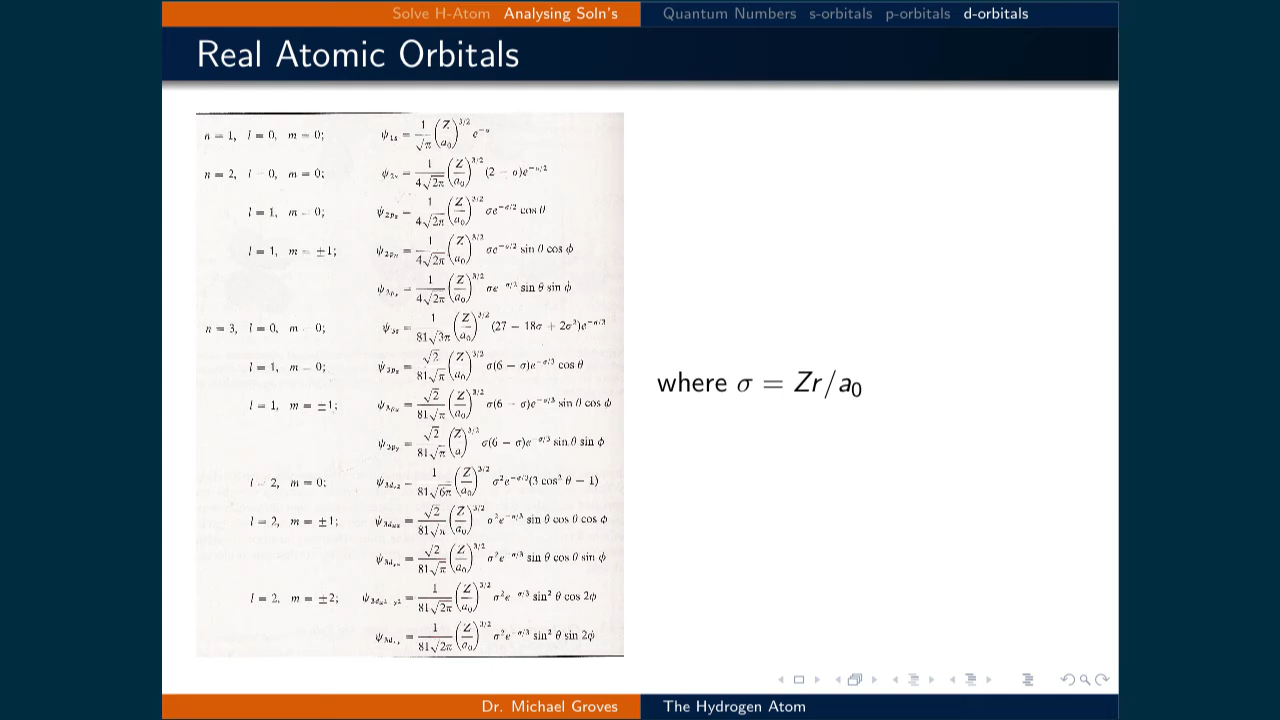 Solve H-Atom Analysing Soln's Quantum Numbers s-orbitals p-orbitals d-orbitals
Real Atomic Orbitals
n = 1, l = 0, m = 0; ψ1s = 1/√π (Z/a0)^3/2 e^−σ
n = 2, l = 0, m = 0; ψ2s = 1/4√2π (Z/a0)^3/2 (2 − σ)e^−σ/2
l = 1, m = 0; ψ2pz = 1/4√2π (Z/a0)^3/2 σe^−σ/2 cos θ
l = 1, m = ±1; ψ2px = 1/4√2π (Z/a0)^3/2 σe^−σ/2 sin θ cos ϕ
= 1/4√2π (Z/a0)^3/2 σe^−σ/2 sin θ sin ϕ
n = 3, l = 0, m = 0; ψ3s = 1/81√3π (Z/a0)^3/2 (27 − 18σ + 2σ²)e^−σ/3
l = 1, m = 0; ψ3pz = √2/81√π (Z/a0)^3/2 σ(6 − σ)e^−σ/3 cos θ
l = 1, m = ±1; ψ3px = √2/81√π (Z/a0)^3/2 σ(6 − σ)e^−σ/3 sin θ cos ϕ
ψ3py = √2/81√π (Z/a)^3/2 σ(6 − σ)e^−σ/3 sin θ sin ϕ
l = 2, m = 0; ψ3dz2 = 1/81√6π (Z/a0)^3/2 σ²e^−σ/3(3 cos² θ − 1)
l = 2, m = ±1; ψ3dxz = √2/81√π (Z/a0)^3/2 σ²e^−σ/3 sin θ cos θ cos ϕ
ψ3dyz = √2/81√π (Z/a0)^3/2 σ²e^−σ/3 sin θ cos θ sin ϕ
l = 2, m = ±2; ψ3dx2−y2 = 1/81√2π (Z/a0)^3/2 σ²e^−σ/3 sin² θ cos 2ϕ
ψ3dxy = 1/81√2π (Z/a0)^3/2 σ²e^−σ/3 sin² θ sin 2ϕ
where σ = Zr/a0
Dr. Michael Groves The Hydrogen Atom